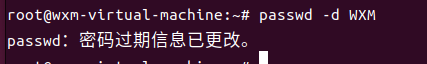 root@wxm-virtual-machine:~# passwd -d WXM
passwd：密码过期信息已更改。